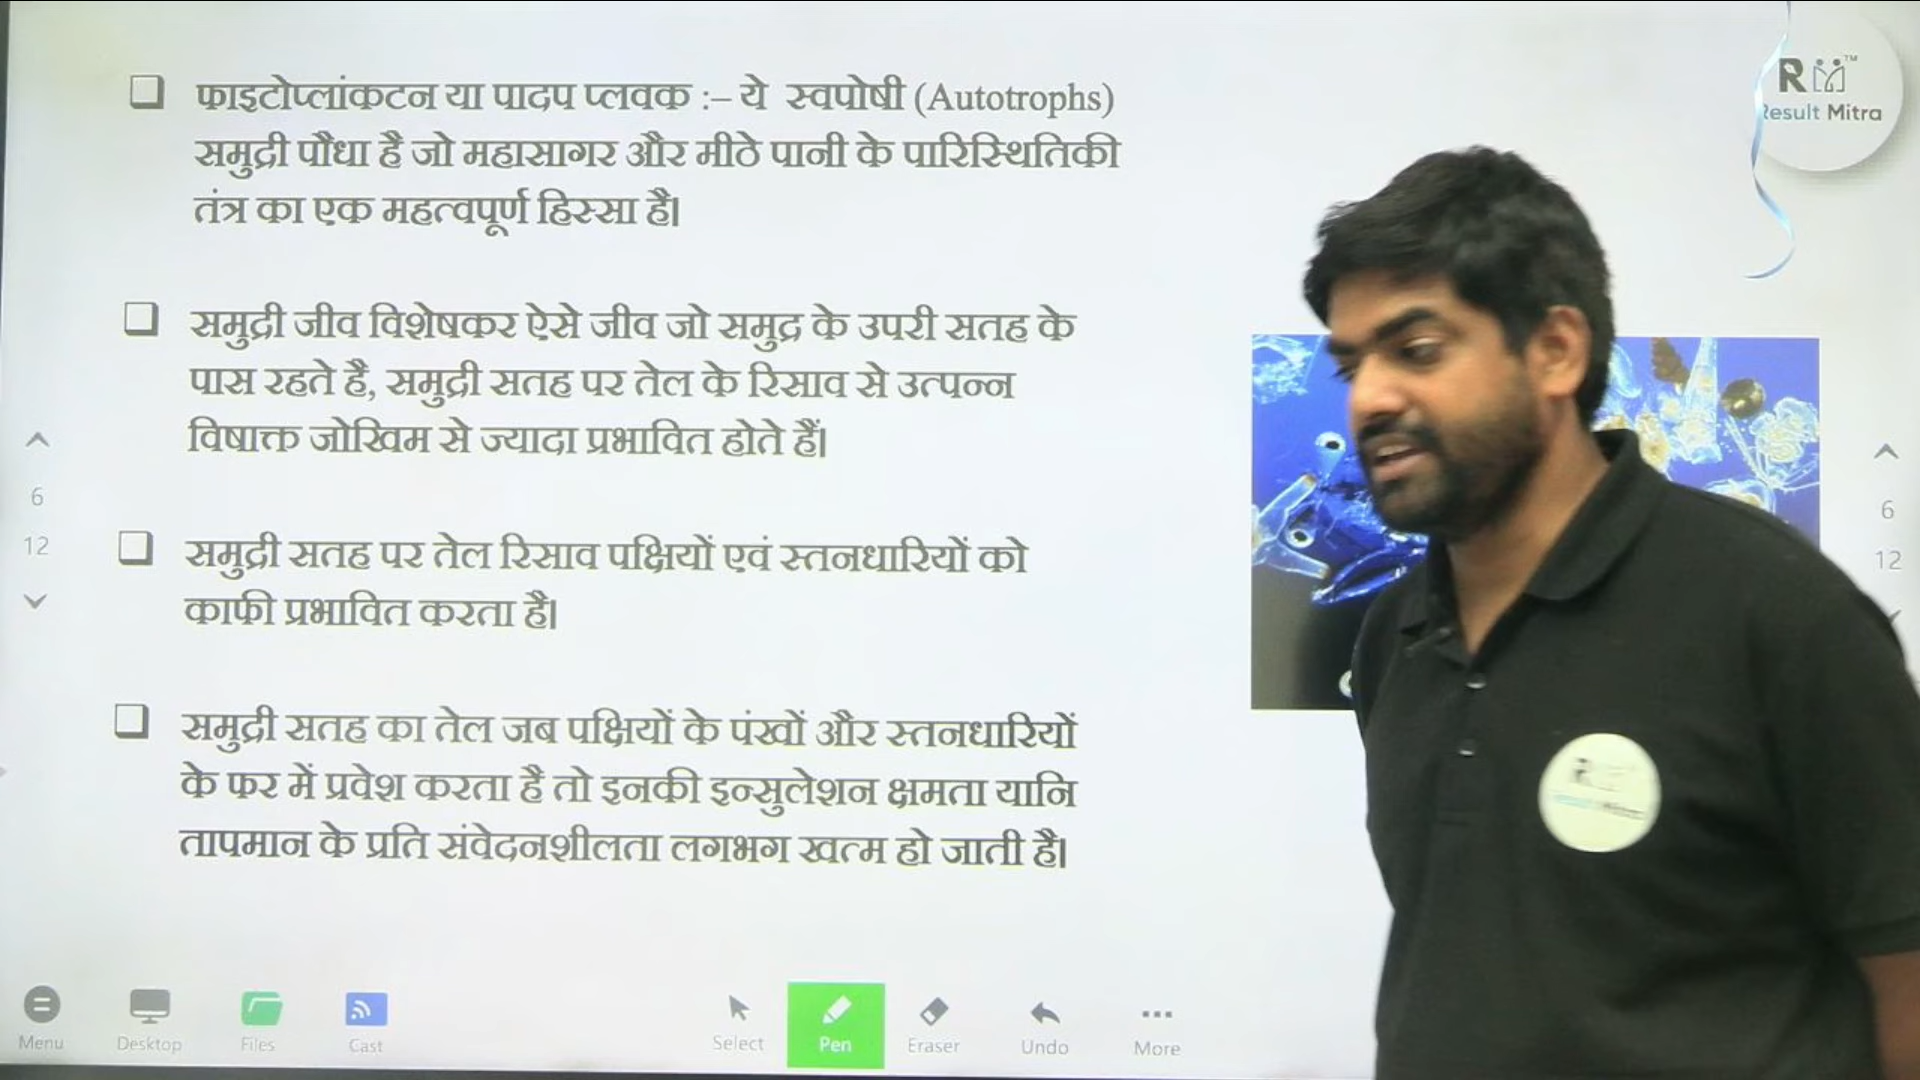 फाइटोप्लांकटन या पादप प्लवक :– ये स्वपोषी (Autotrophs)
समुद्री पौधा है जो महासागर और मीठे पानी के पारिस्थितिकी
तंत्र का एक महत्वपूर्ण हिस्सा है।
समुद्री जीव विशेषकर ऐसे जीव जो समुद्र के उपरी सतह के
पास रहते है, समुद्री सतह पर तेल के रिसाव से उत्पन्न
विषाक्त जोखिम से ज्यादा प्रभावित होते हैं।
समुद्री सतह पर तेल रिसाव पक्षियों एवं स्तनधारियों को
काफी प्रभावित करता है।
समुद्री सतह का तेल जब पक्षियों के पंखों और स्तनधारियों
के फर में प्रवेश करता है तो इनकी इन्सुलेशन क्षमता यानि
तापमान के प्रति संवेदनशीलता लगभग खत्म हो जाती है।
R TM
Result Mitra
6
12
6
12
Menu Desktop Files Cast Select Pen Eraser Undo More